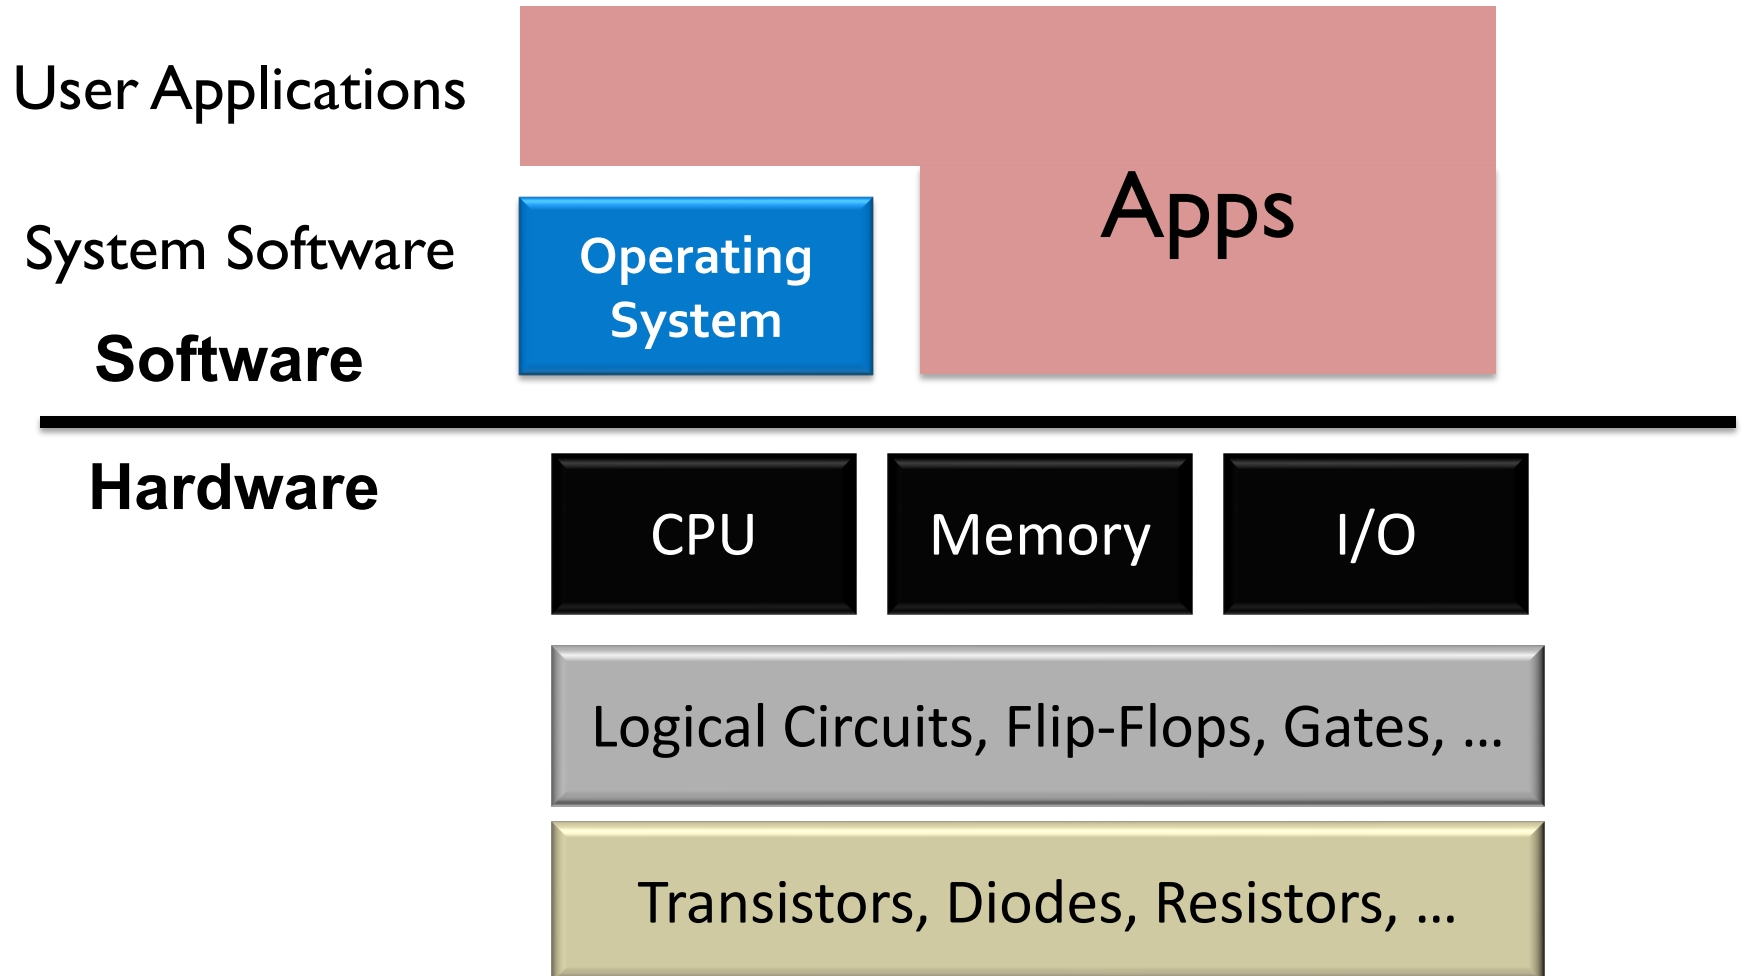 User Applications
Apps
System Software
Operating
System
Software
Hardware
CPU
Memory
I/O
Logical Circuits, Flip-Flops, Gates, …
Transistors, Diodes, Resistors, …